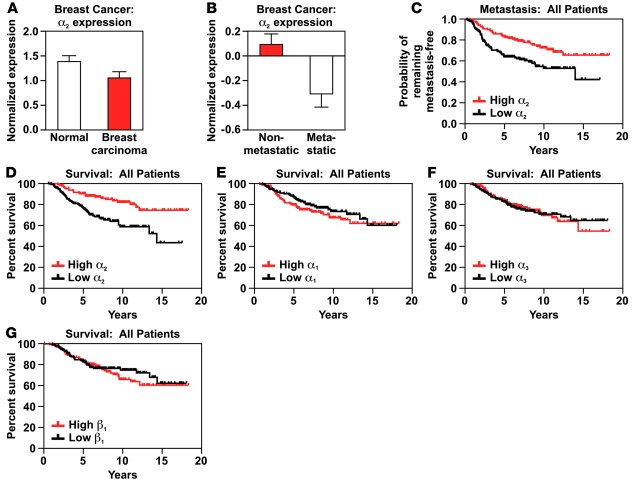 A
Breast Cancer:
α2 expression
Normalized expression
2.0
1.5
1.0
0.5
0.0
Normal
Breast
carcinoma
B
Breast Cancer:
α2 expression
Normalized expression
0.2
0.0
-0.2
-0.4
-0.6
Non-
metastatic
Meta-
static
C
Metastasis: All Patients
Probability of
remaining
metastasis-free
1.0
0.8
0.6
0.4
0.2
0.0
High α2
Low α2
0
5
10
15
20
Years
D
Survival: All Patients
Percent survival
100
80
60
40
20
0
High α2
Low α2
0
5
10
15
20
Years
E
Survival: All Patients
Percent survival
100
80
60
40
20
0
High α1
Low α1
0
5
10
15
20
Years
F
Survival: All Patients
Percent survival
100
80
60
40
20
0
High α3
Low α3
0
5
10
15
20
Years
G
Survival: All Patients
Percent survival
100
80
60
40
20
0
High β1
Low β1
0
5
10
15
20
Years